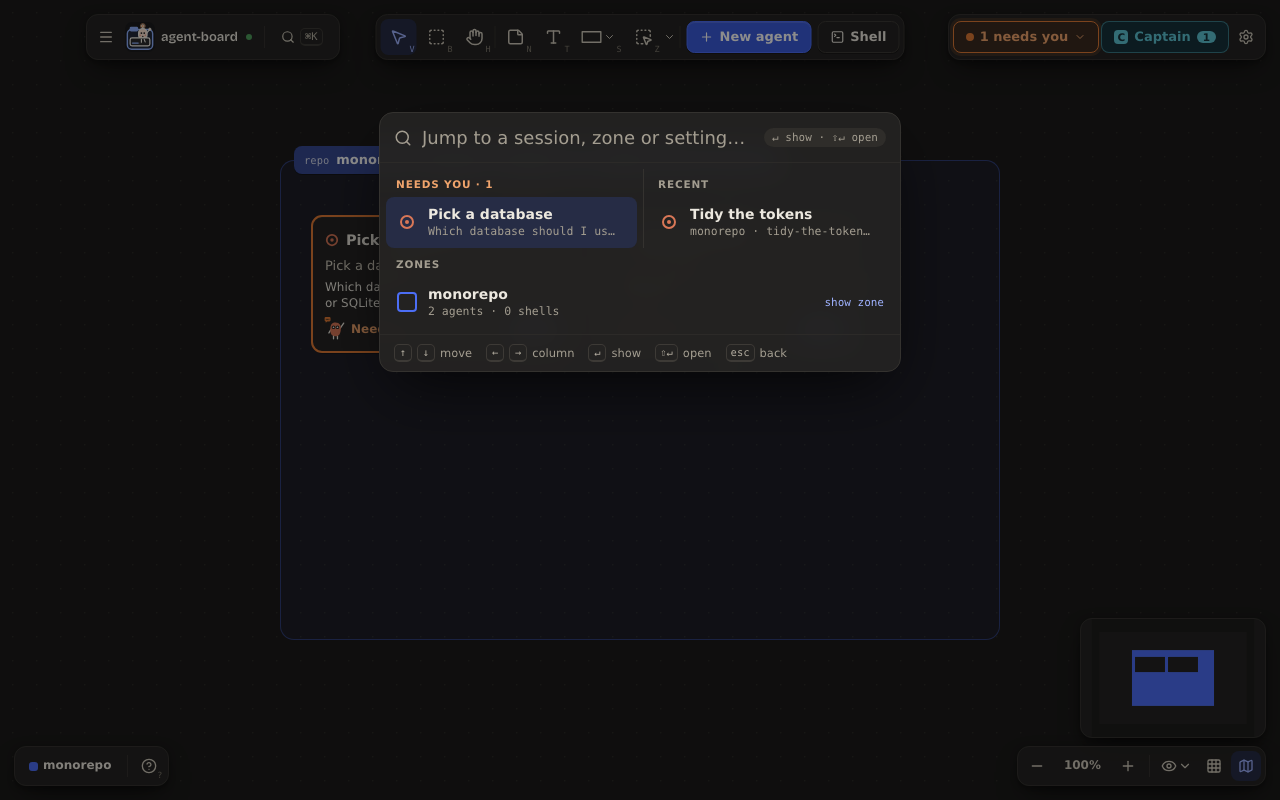 agent-board
⌘K
V
B
H
N
T
S
Z
New agent
Shell
1 needs you
C Captain 1
Jump to a session, zone or setting…
↵ show · ⇧↵ open
repo
NEEDS YOU · 1
RECENT
Pick a database
Which database should I us…
Tidy the tokens
monorepo · tidy-the-token…
ZONES
monorepo
2 agents · 0 shells
show zone
↑ ↓ move ← → column ↵ show ⇧↵ open esc back
Pick
Pick a da
Which da
or SQLite
Nee
monorepo
?
100%